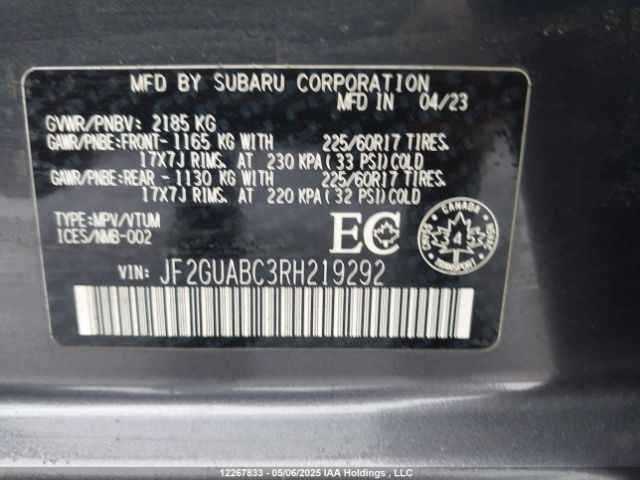 MFD BY SUBARU CORPORATION
MFD IN 04/23
GVWR/PNBV: 2185 KG
GAWR/PNBE:FRONT- 1165 KG WITH 225/60R17 TIRES.
17X7J RIMS. AT 230 KPA (33 PSI) COLD
GAWR/PNBE:REAR - 1130 KG WITH 225/60R17 TIRES.
17X7J RIMS. AT 220 KPA (32 PSI) COLD
TYPE:MPV/VTUM
ICES/NMB-002
EC
CANADA
4
TRANSPORT
VIN: JF2GUABC3RH219292
12267833 - 05/06/2025 IAA Holdings , LLC